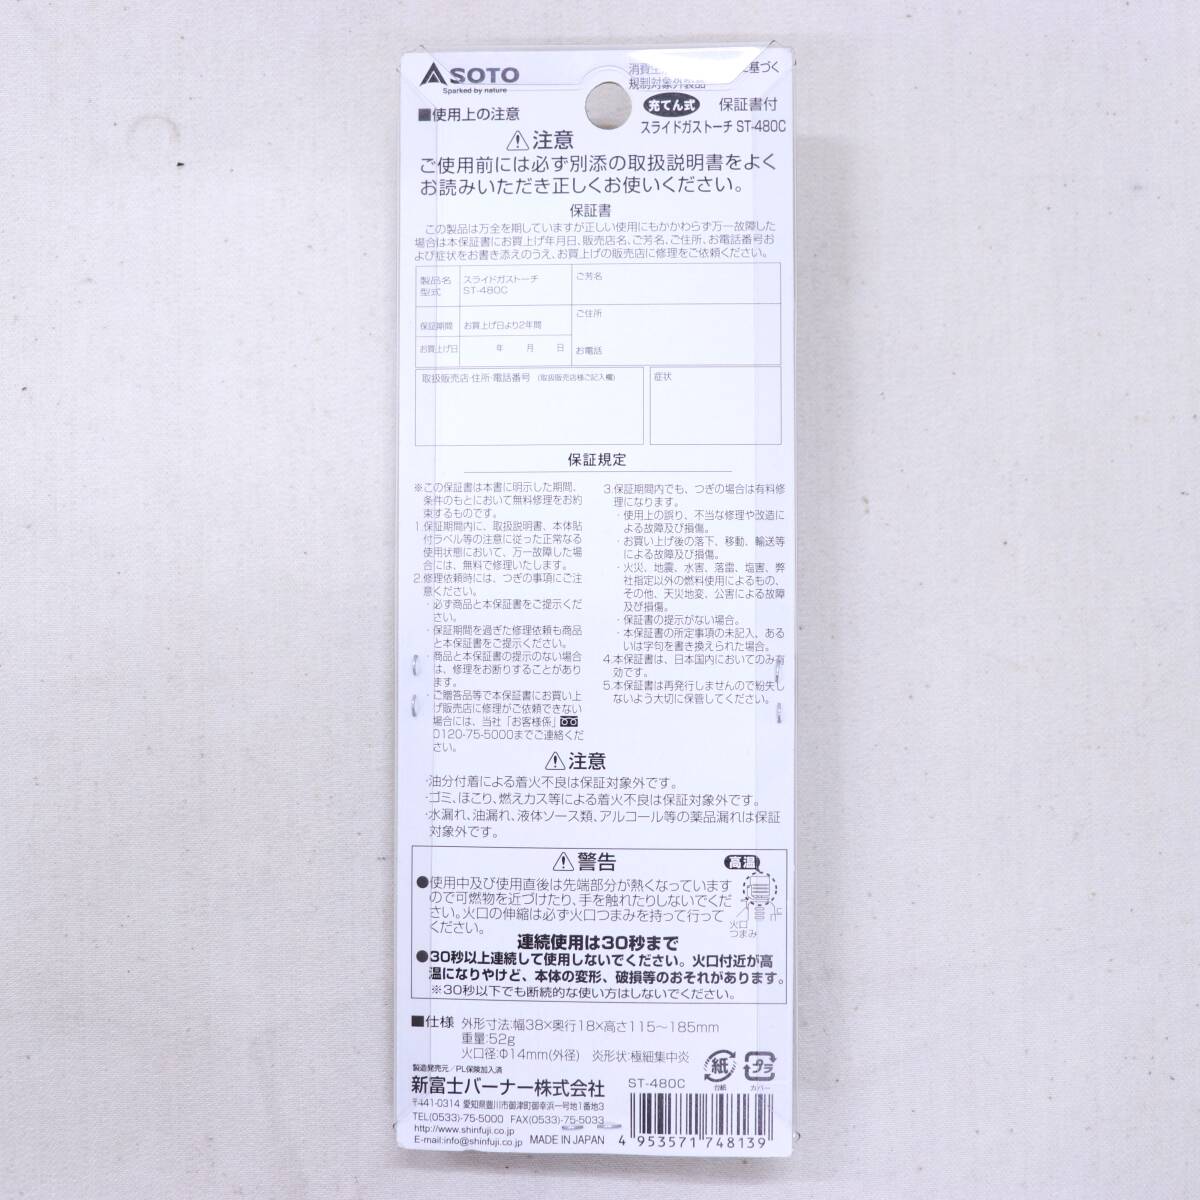 SOTO
Sparked by nature
消費生
に基づく
規制対象外製品
充てん式 保証書付
スライドガストーチ ST-480C
■使用上の注意
⚠注意
ご使用前には必ず別添の取扱説明書をよく
お読みいただき正しくお使いください。
保証書
この製品は万全を期していますが正しい使用にもかかわらず万一故障した
場合は本保証書にお買上げ年月日、販売店名、ご芳名、ご住所、お電話番号お
よび症状をお書き添えのうえ、お買上げの販売店に修理をご依頼ください。
製品名 スライドガストーチ
型式 ST-480C
ご芳名
保証期間 お買上げ日より2年間
ご住所
お買上げ日 年 月 日
お電話
取扱販売店・住所・電話番号 (取扱販売店様ご記入欄)
症状
保証規定
※この保証書は本書に明示した期間、
条件のもとにおいて無料修理をお約
束するものです。
1.保証期間内に、取扱説明書、本体貼
付ラベル等の注意に従った正常なる
使用状態において、万一故障した場
合には、無料で修理いたします。
2.修理依頼時には、つぎの事項にご注
意ください。
・必ず商品と本保証書をご提示くだ
さい。
・保証期間を過ぎた修理依頼も商品
と本保証書をご提示ください。
・商品と本保証書の提示のない場合
は、修理をお断りすることがあり
ます。
・ご贈答品等で本保証書にお買い上
げ販売店に修理がご依頼できない
場合には、当社「お客様係」
0120-75-5000までご連絡くだ
さい。
3.保証期間内でも、つぎの場合は有料修
理になります。
・使用上の誤り、不当な修理や改造に
よる故障及び損傷。
・お買い上げ後の落下、移動、輸送等
による故障及び損傷。
・火災、地震、水害、落雷、塩害、弊
社指定以外の燃料使用によるもの、
その他、天災地変、公害による故障
及び損傷。
・保証書の提示がない場合。
・本保証書の所定事項の未記入、ある
いは字句を書き換えられた場合。
4.本保証書は、日本国内においてのみ有
効です。
5.本保証書は再発行しませんので紛失し
ないよう大切に保管してください。
⚠注意
・油分付着による着火不良は保証対象外です。
・ゴミ、ほこり、燃えカス等による着火不良は保証対象外です。
・水漏れ、油漏れ、液体ソース類、アルコール等の薬品漏れは保証
対象外です。
⚠警告
高温
●使用中及び使用直後は先端部分が熱くなっています
ので可燃物を近づけたり、手を触れたりしないでくだ
さい。火口の伸縮は必ず火口つまみを持って行って
ください。
火口
つまみ
連続使用は30秒まで
●30秒以上連続して使用しないでください。火口付近が高
温になりやけど、本体の変形、破損等のおそれがあります。
※30秒以下でも断続的な使い方はしないでください。
■仕様 外形寸法:幅38×奥行18×高さ115〜185mm
重量:52g
火口径:Φ14mm(外径) 炎形状:極細集中炎
製造発売元/PL保険加入済
新富士バーナー株式会社
〒441-0314 愛知県豊川市御津町御幸浜一号地1番地3
TEL(0533)-75-5000 FAX(0533)-75-5033
http://www.shinfuji.co.jp
E-mail:info@shinfuji.co.jp MADE IN JAPAN
紙
台紙
プラ
カバー
ST-480C
4 953571 748139